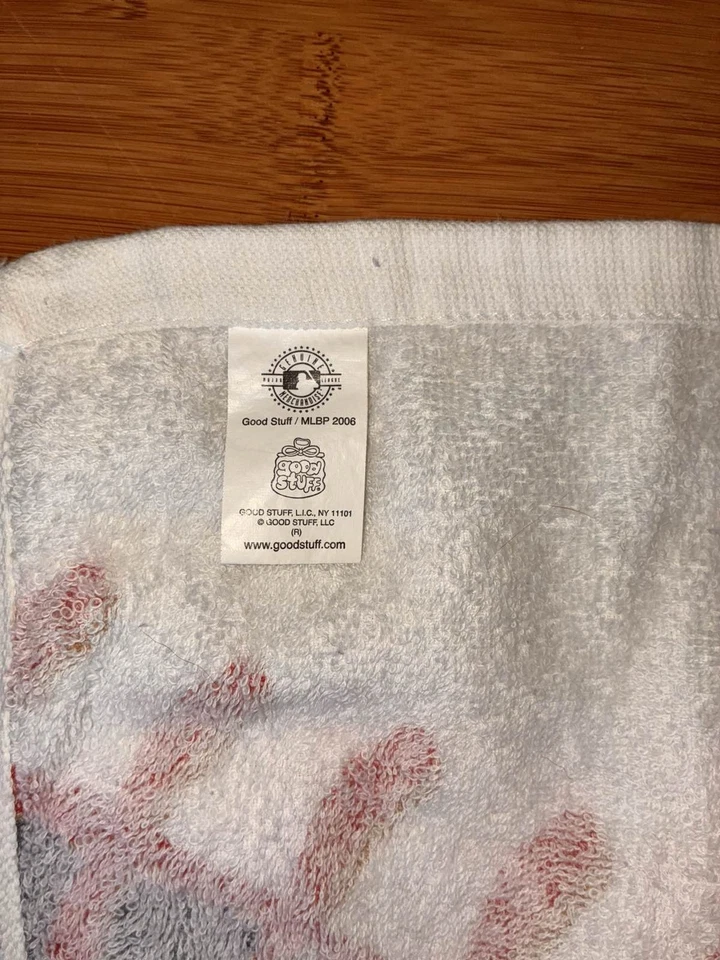 GENUINE
MAJOR LEAGUE
MERCHANDISE
Good Stuff / MLBP 2006
good
stuff
GOOD STUFF, L.I.C., NY 11101
© GOOD STUFF, LLC
(R)
www.goodstuff.com